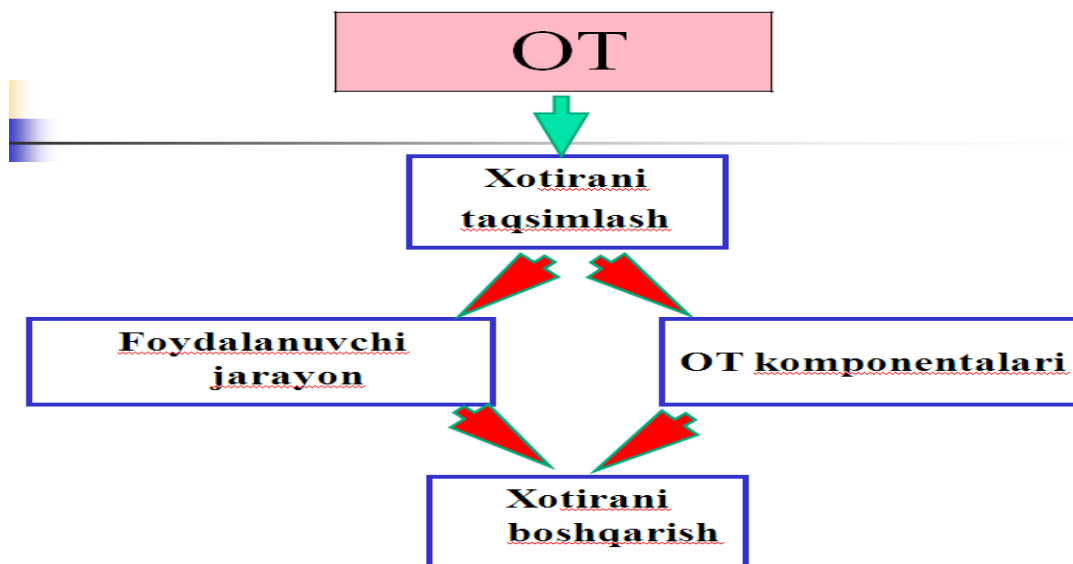 OT
Xotirani
taqsimlash
Foydalanuvchi
jarayon
OT komponentalari
Xotirani
boshqarish